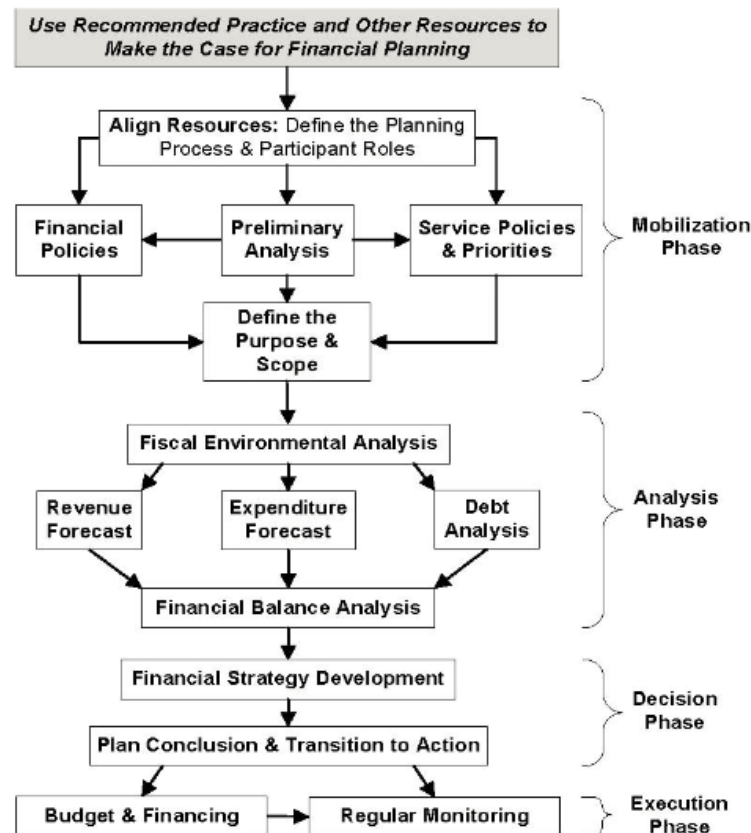 Use Recommended Practice and Other Resources to
Make the Case for Financial Planning
Align Resources: Define the Planning
Process & Participant Roles
Financial
Policies
Preliminary
Analysis
Service Policies
& Priorities
Mobilization
Phase
Define the
Purpose &
Scope
Fiscal Environmental Analysis
Revenue
Forecast
Expenditure
Forecast
Debt
Analysis
Analysis
Phase
Financial Balance Analysis
Financial Strategy Development
Decision
Phase
Plan Conclusion & Transition to Action
Budget & Financing
Regular Monitoring
Execution
Phase